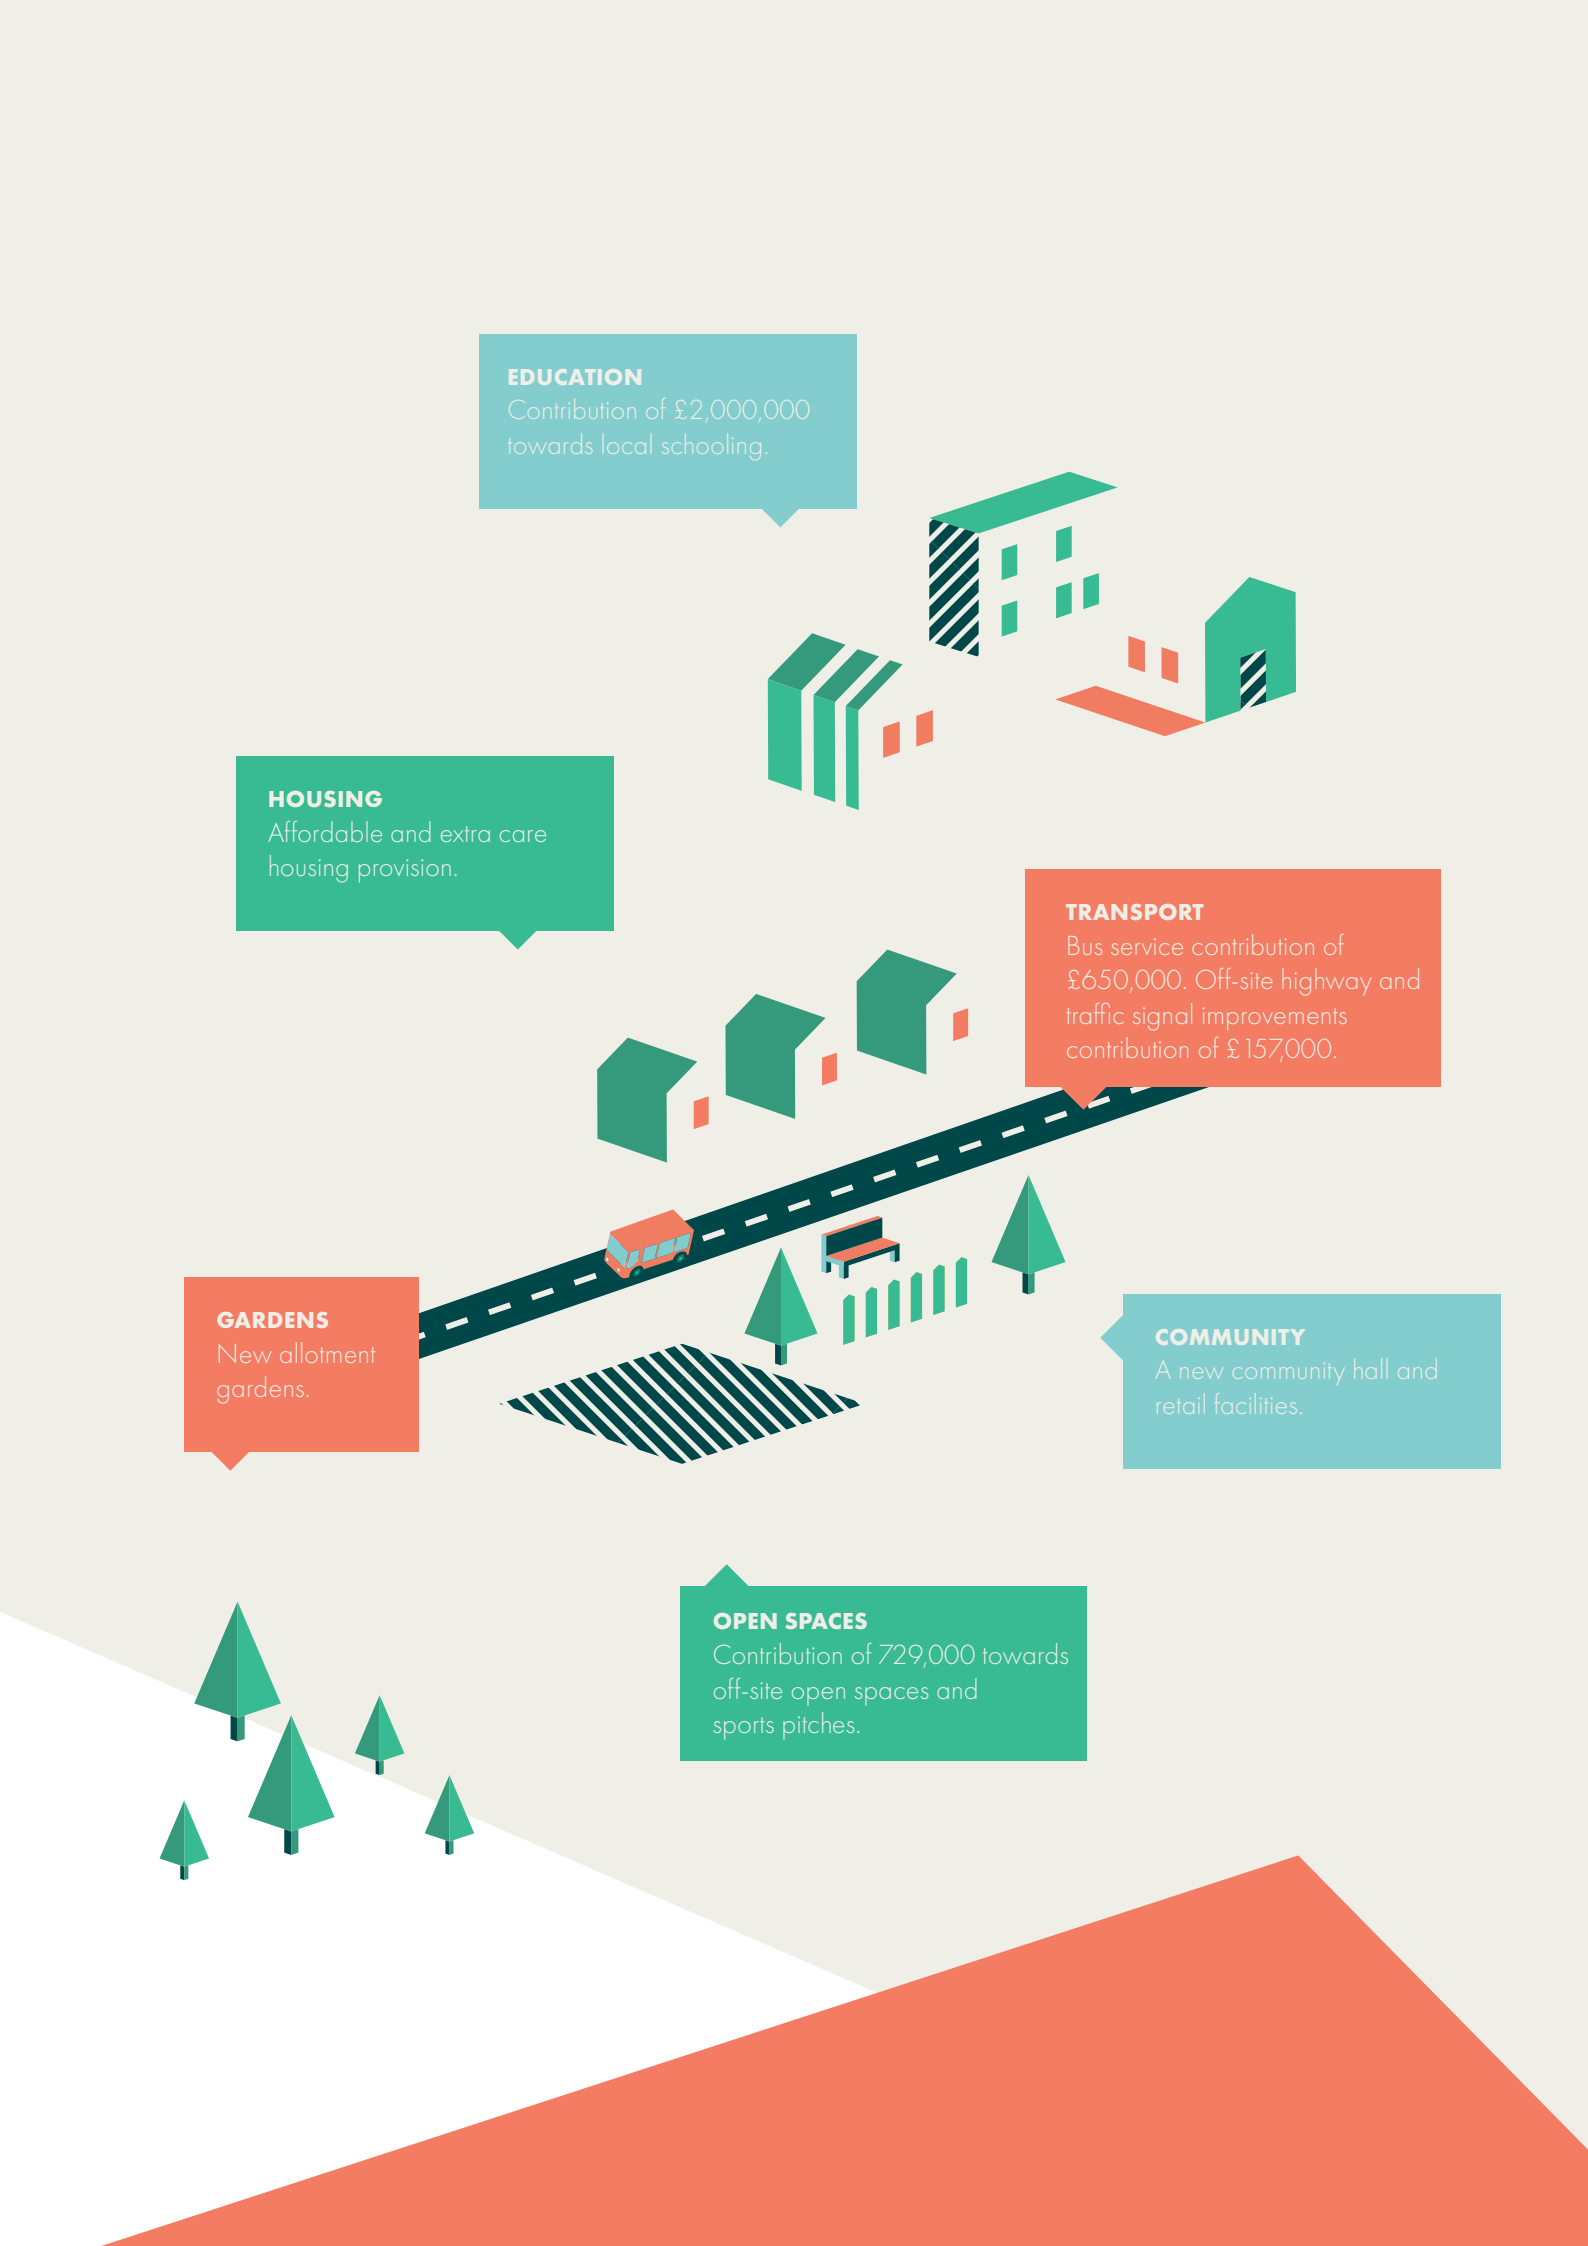 EDUCATION
Contribution of £2,000,000
towards local schooling.
HOUSING
Affordable and extra care
housing provision.
TRANSPORT
Bus service contribution of
£650,000. Off-site highway and
traffic signal improvements
contribution of £157,000.
GARDENS
New allotment
gardens.
COMMUNITY
A new community hall and
retail facilities.
OPEN SPACES
Contribution of 729,000 towards
off-site open spaces and
sports pitches.